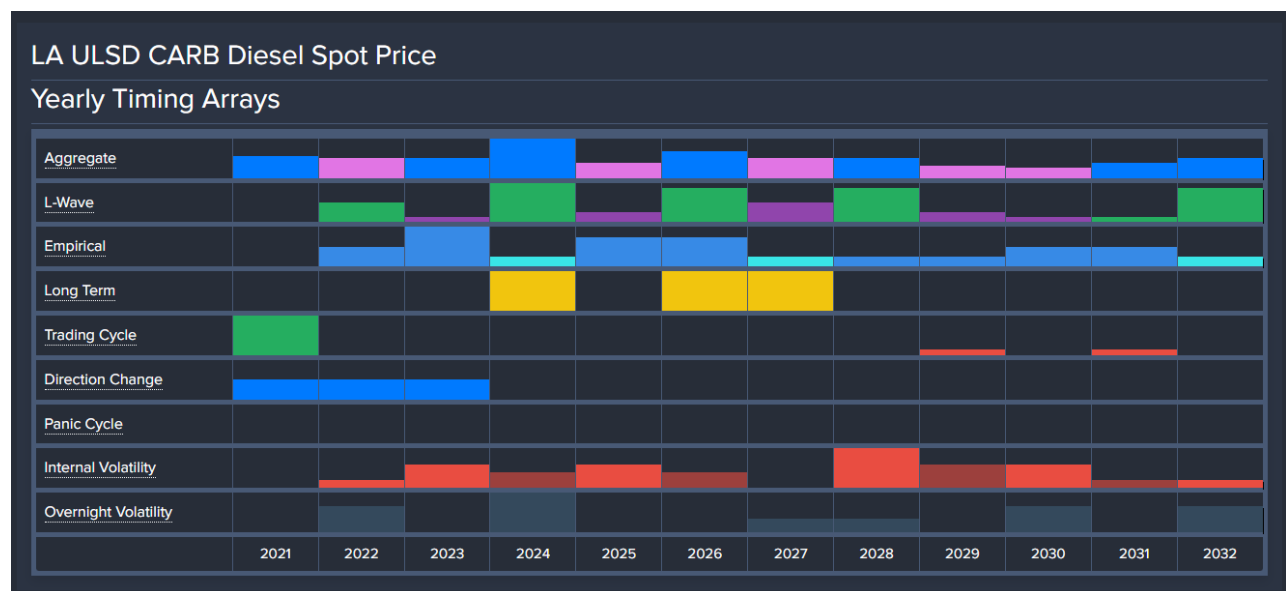 LA ULSD CARB Diesel Spot Price
Yearly Timing Arrays
Aggregate
L-Wave
Empirical
Long Term
Trading Cycle
Direction Change
Panic Cycle
Internal Volatility
Overnight Volatility
2021 2022 2023 2024 2025 2026 2027 2028 2029 2030 2031 2032